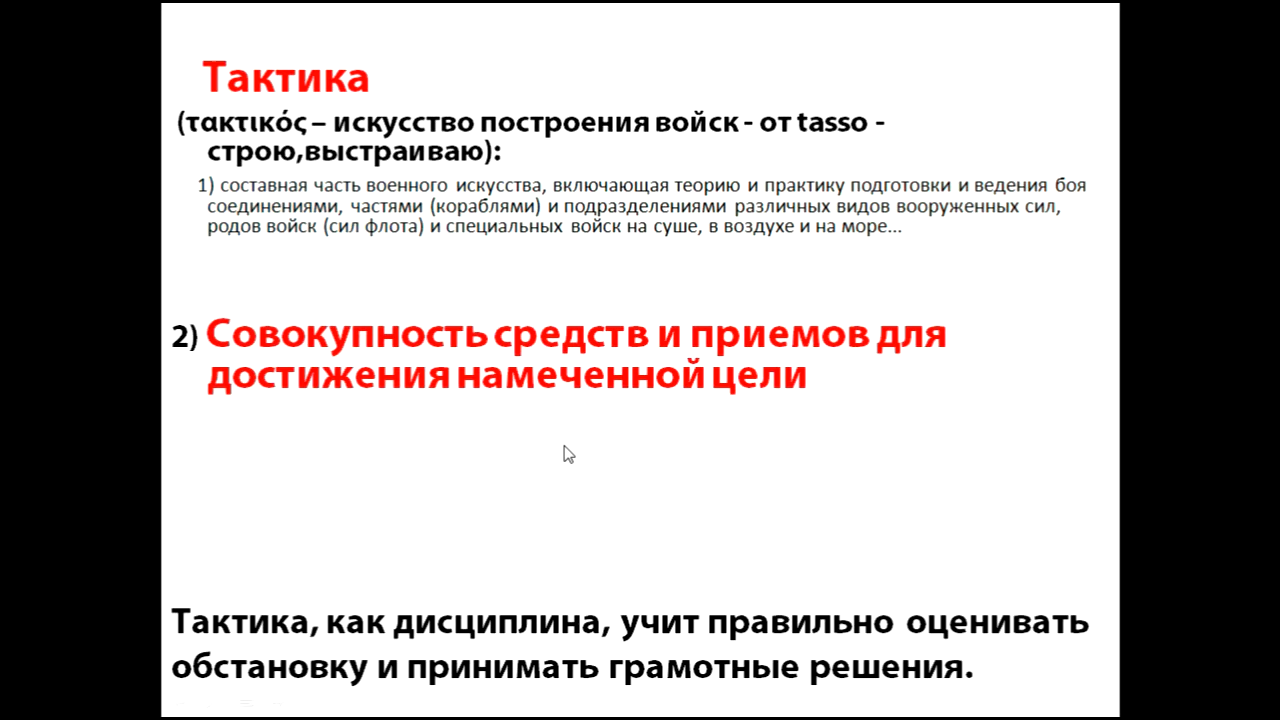 Тактика
(τακτικός – искусство построения войск - от tasso -
строю,выстраиваю):
1) составная часть военного искусства, включающая теорию и практику подготовки и ведения боя
соединениями, частями (кораблями) и подразделениями различных видов вооруженных сил,
родов войск (сил флота) и специальных войск на суше, в воздухе и на море...
2) Совокупность средств и приемов для
достижения намеченной цели
Тактика, как дисциплина, учит правильно оценивать
обстановку и принимать грамотные решения.